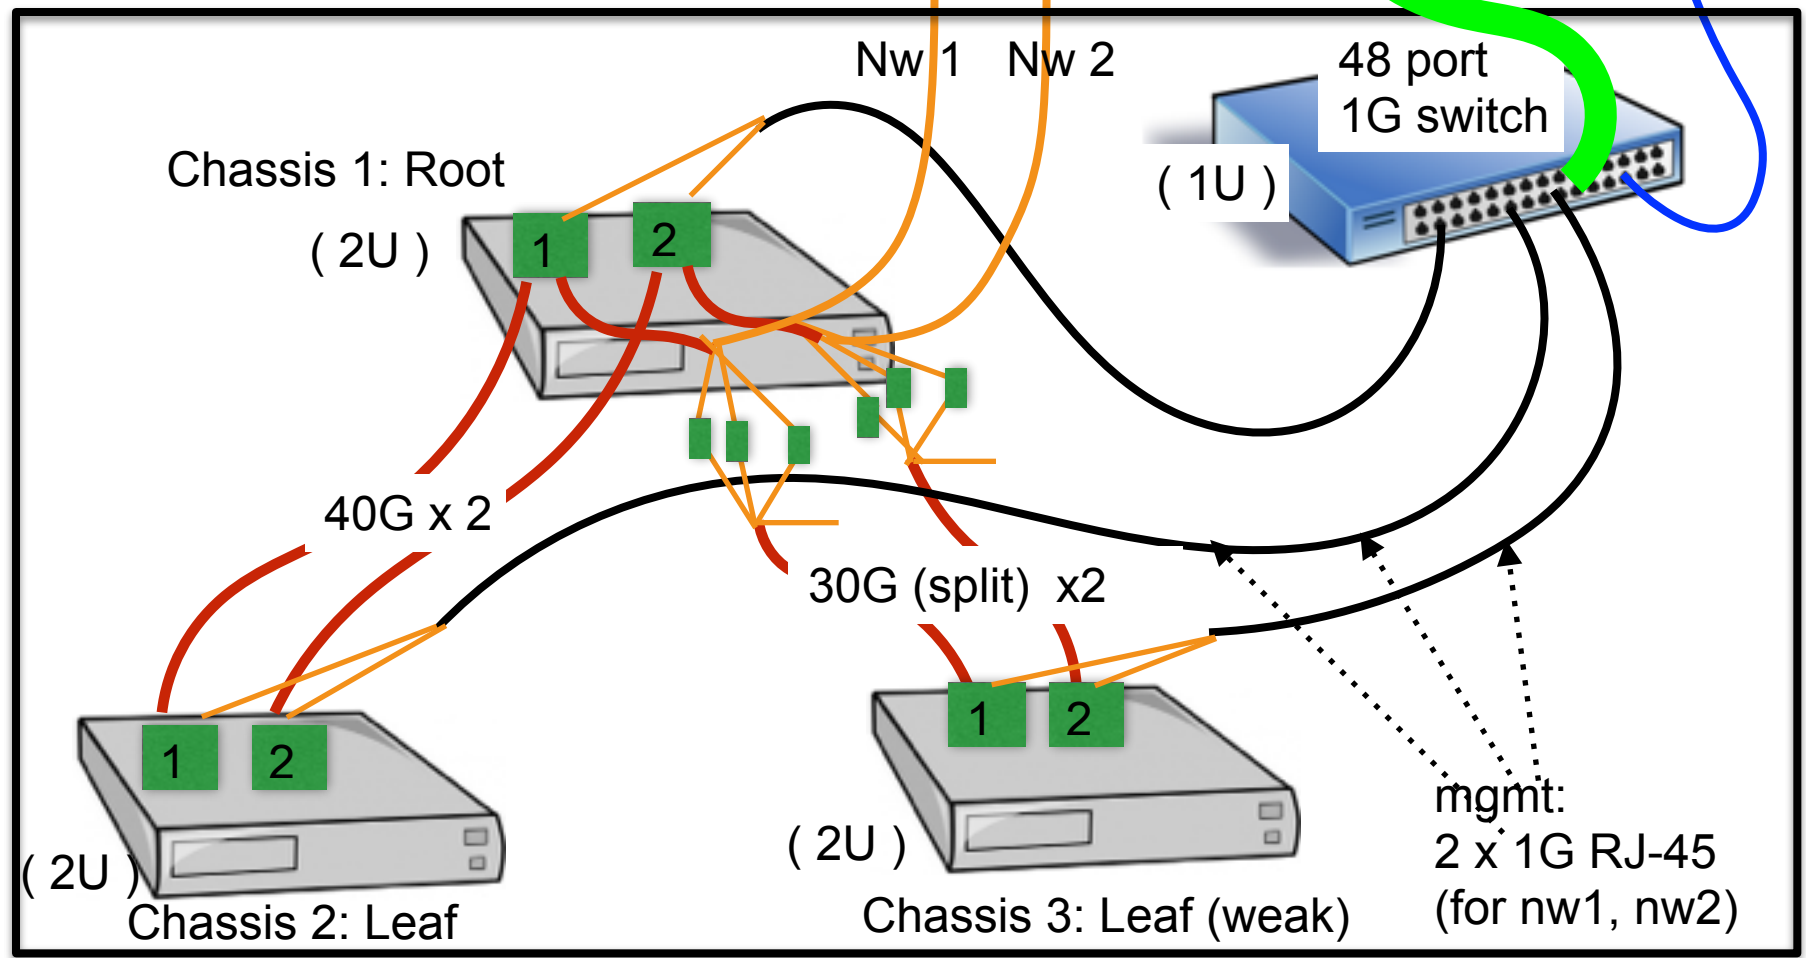 Nw 1 Nw 2
48 port
1G switch
( 1U )
Chassis 1: Root
( 2U )
1 2
40G x 2
30G (split) x2
1 2
1 2
( 2U )
Chassis 2: Leaf
( 2U )
Chassis 3: Leaf (weak)
mgmt:
2 x 1G RJ-45
(for nw1, nw2)